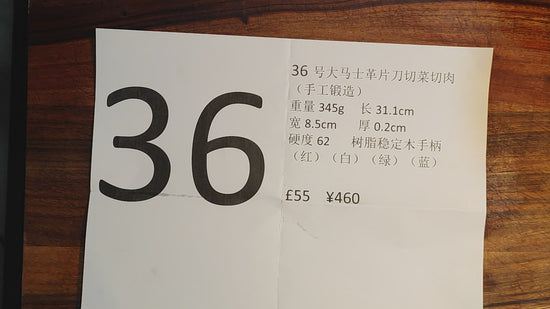 36
36 号大马士革片刀切菜切肉
（手工锻造）
重量 345g 长 31.1cm
宽 8.5cm 厚 0.2cm
硬度 62 树脂稳定木手柄
（红）（白）（绿）（蓝）
£55 ¥460